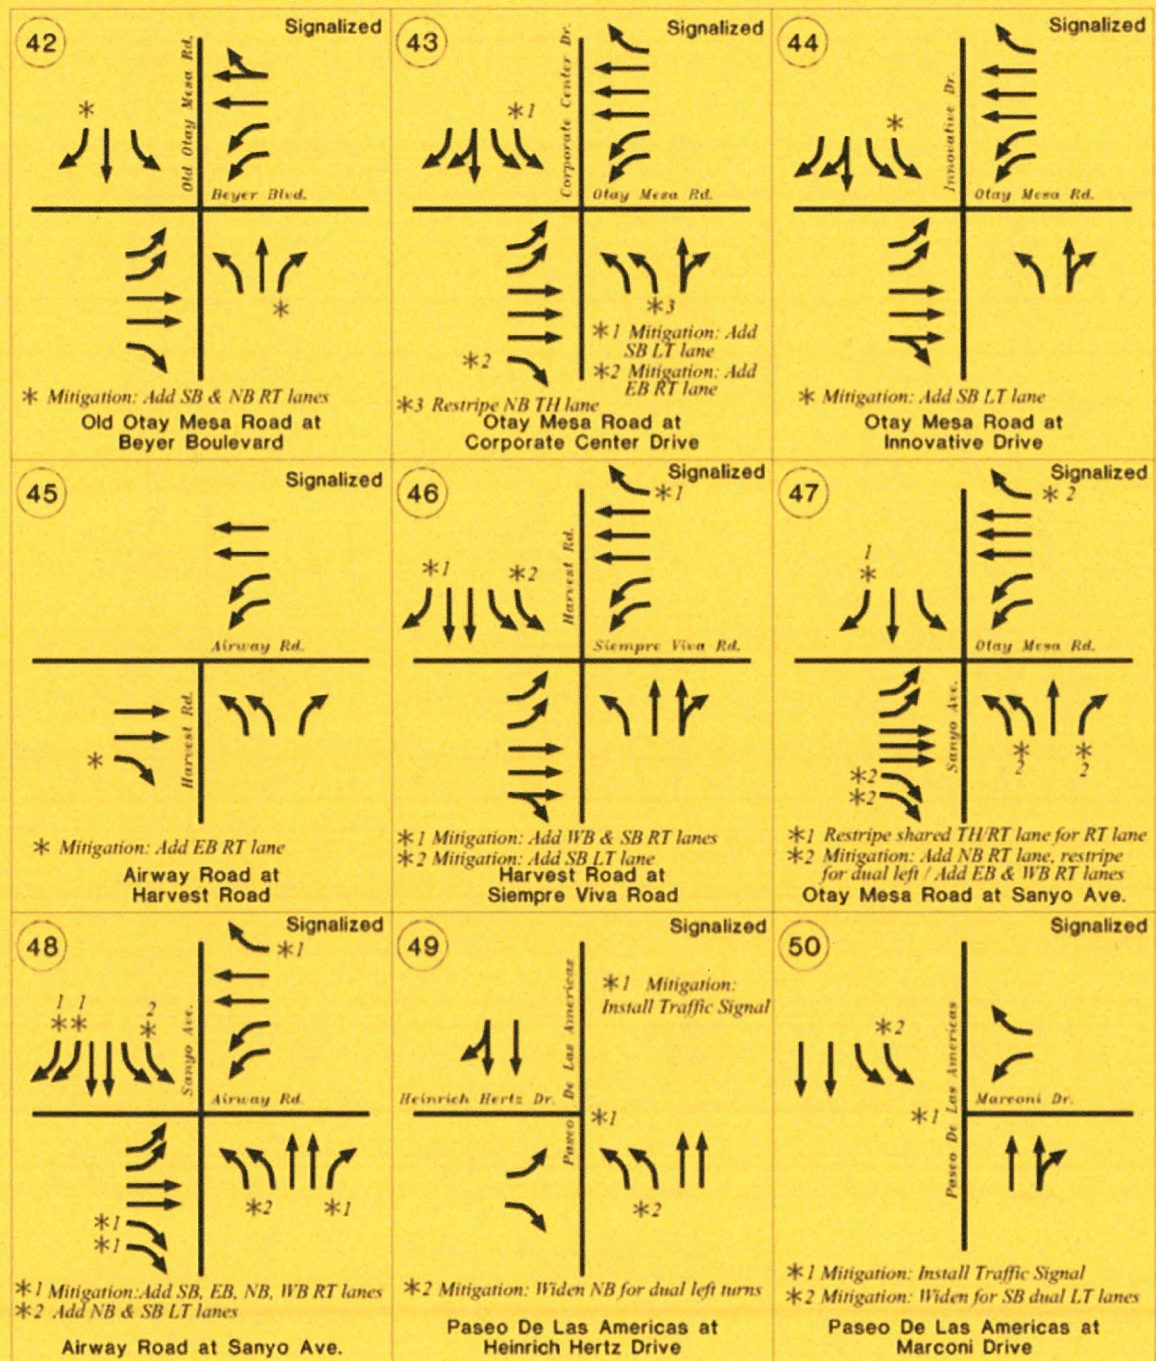 42
Signalized
Old Otay Mesa Rd.
*
Beyer Blvd.
*
* Mitigation: Add SB & NB RT lanes
Old Otay Mesa Road at
Beyer Boulevard
43
Signalized
Corporate Center Dr.
*1
Otay Mesa Rd.
*3
*1 Mitigation: Add
SB LT lane
*2
*2 Mitigation: Add
EB RT lane
*3 Restripe NB TH lane
Otay Mesa Road at
Corporate Center Drive
44
Signalized
Innovative Dr.
*
Otay Mesa Rd.
* Mitigation: Add SB LT lane
Otay Mesa Road at
Innovative Drive
45
Signalized
Airway Rd.
Harvest Rd.
*
* Mitigation: Add EB RT lane
Airway Road at
Harvest Road
46
Signalized
*1
Harvest Rd.
*1
*2
Siempre Viva Rd.
*1 Mitigation: Add WB & SB RT lanes
*2 Mitigation: Add SB LT lane
Harvest Road at
Siempre Viva Road
47
Signalized
*2
1
*
Otay Mesa Rd.
Sanyo Ave.
*
2
*
2
*2
*2
*1 Restripe shared TH/RT lane for RT lane
*2 Mitigation: Add NB RT lane, restripe
for dual left / Add EB & WB RT lanes
Otay Mesa Road at Sanyo Ave.
48
Signalized
*1
1 1
* *
2
*
Sanyo Ave.
Airway Rd.
*2
*1
*1
*1
*1 Mitigation:Add SB, EB, NB, WB RT lanes
*2 Add NB & SB LT lanes
Airway Road at Sanyo Ave.
49
Signalized
*1 Mitigation:
Install Traffic Signal
Paseo De Las Americas
Heinrich Hertz Dr.
*1
*2
*2 Mitigation: Widen NB for dual left turns
Paseo De Las Americas at
Heinrich Hertz Drive
50
Signalized
*2
Paseo De Las Americas
Marconi Dr.
*1
*1 Mitigation: Install Traffic Signal
*2 Mitigation: Widen for SB dual LT lanes
Paseo De Las Americas at
Marconi Drive